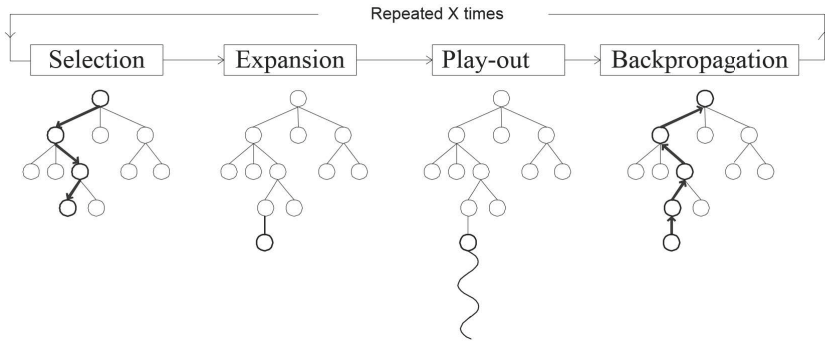 Repeated X times
Selection
Expansion
Play-out
Backpropagation